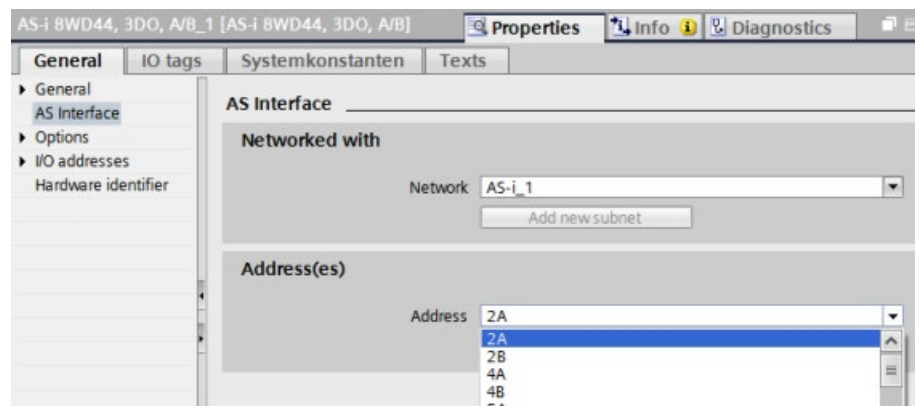 AS-i 8WD44, 3DO, A/B_1 [AS-i 8WD44, 3DO, A/B]
Properties
Info
Diagnostics
General
IO tags
Systemkonstanten
Texts
General
AS Interface
Options
I/O addresses
Hardware identifier
AS Interface
Networked with
Network AS-i_1
Add new subnet
Address(es)
Address 2A
2A
2B
4A
4B